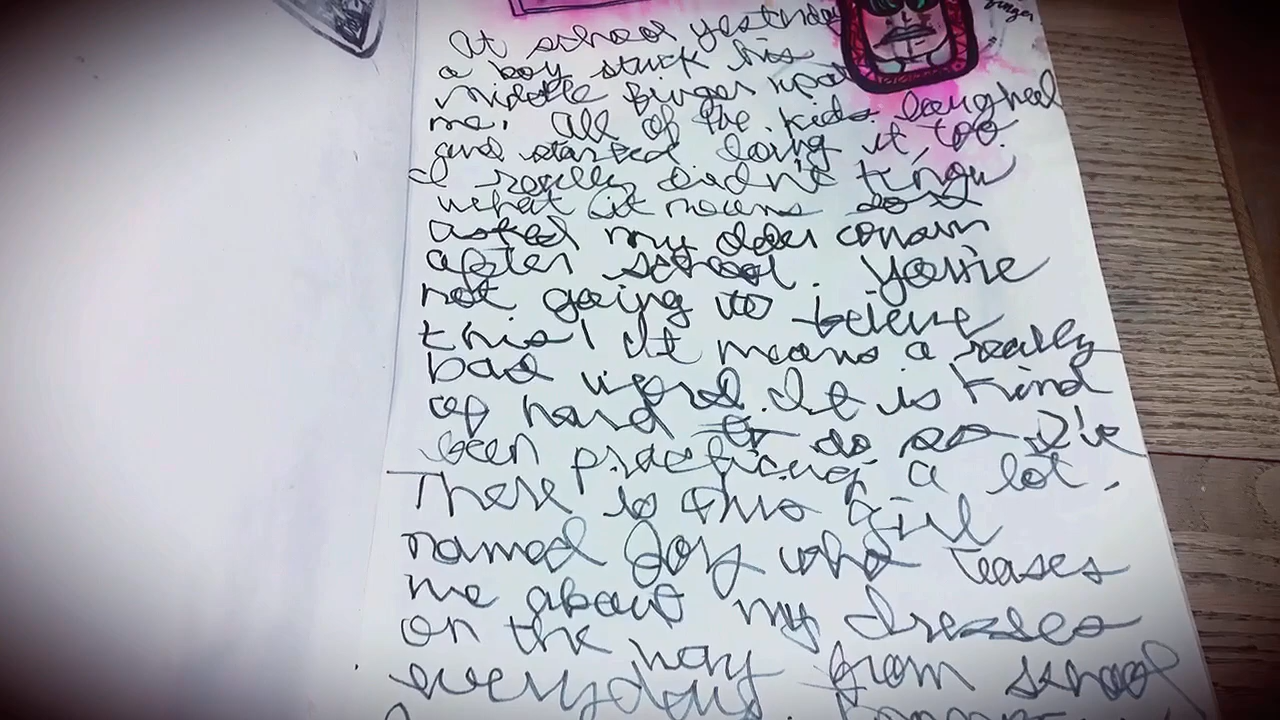 finger
At school yesterday
a boy stuck his
middle finger
me. All of the kids laughed
and started doing it too.
I really didn't know
what it means so I
asked my older cousin
after school. You're
not going to believe
this! It means a really
bad word. It is kind
of hard to do so I've
been practicing a lot.
There is this girl
named Joy who teases
me about my dresses
on the way from school
everyday.